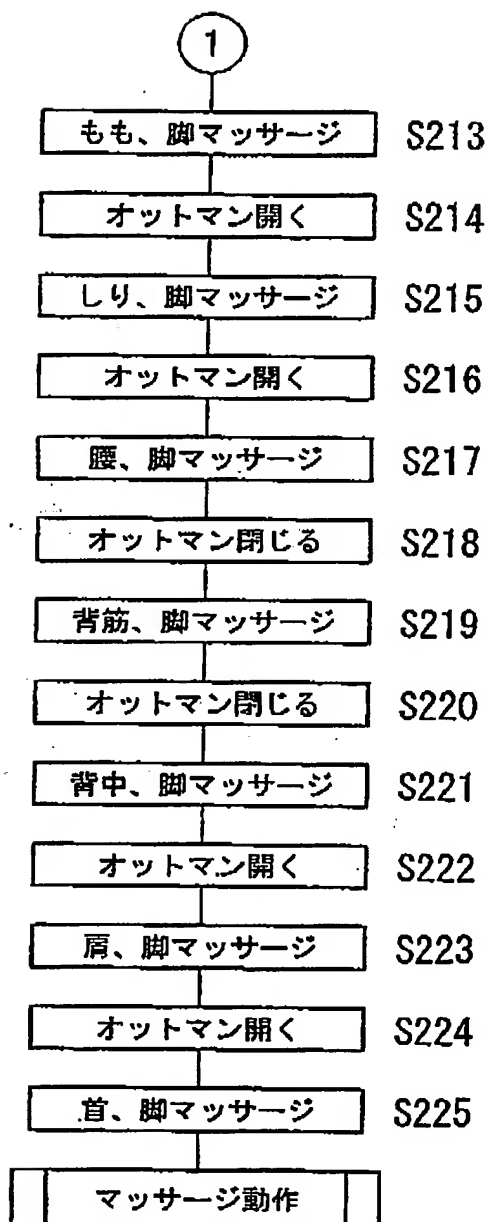 1
もも、脚マッサージ S213
オットマン開く S214
しり、脚マッサージ S215
オットマン開く S216
腰、脚マッサージ S217
オットマン閉じる S218
背筋、脚マッサージ S219
オットマン閉じる S220
背中、脚マッサージ S221
オットマン開く S222
肩、脚マッサージ S223
オットマン開く S224
首、脚マッサージ S225
マッサージ動作